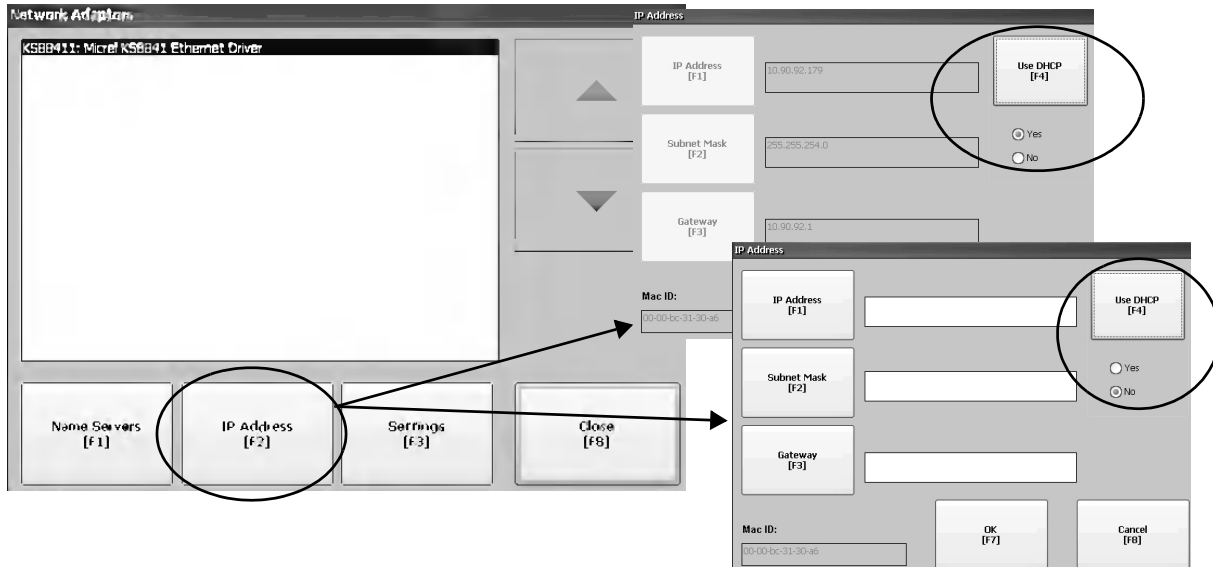 Network Adapters
KS88411: Micrel KS8841 Ethernet Driver
Name Servers
[F1]
IP Address
[F2]
Settings
[F3]
Close
[F8]
IP Address
IP Address
[F1]
10.90.92.179
Use DHCP
[F4]
Yes
No
Subnet Mask
[F2]
255.255.254.0
Gateway
[F3]
10.90.92.1
Mac ID:
00-00-bc-31-30-a6
IP Address
IP Address
[F1]
Use DHCP
[F4]
Yes
No
Subnet Mask
[F2]
Gateway
[F3]
Mac ID:
00-00-bc-31-30-a6
OK
[F7]
Cancel
[F8]